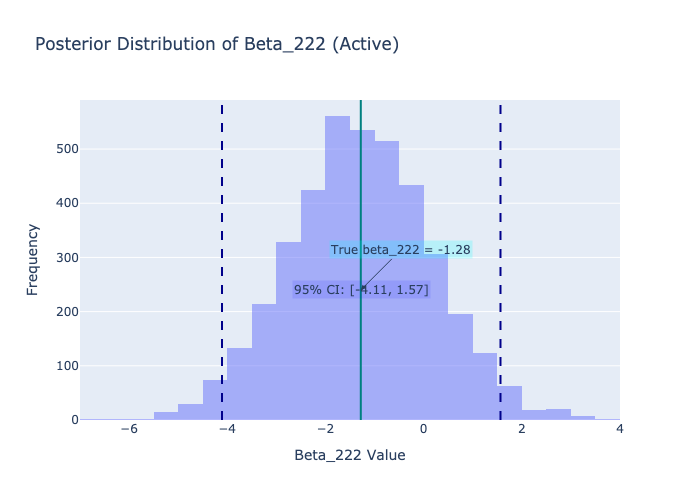 Posterior Distribution of Beta_222 (Active)
Frequency
500
400
300
200
100
0
True beta_222 = -1.28
95% CI: [-4.11, 1.57]
−6
−4
−2
0
2
4
Beta_222 Value